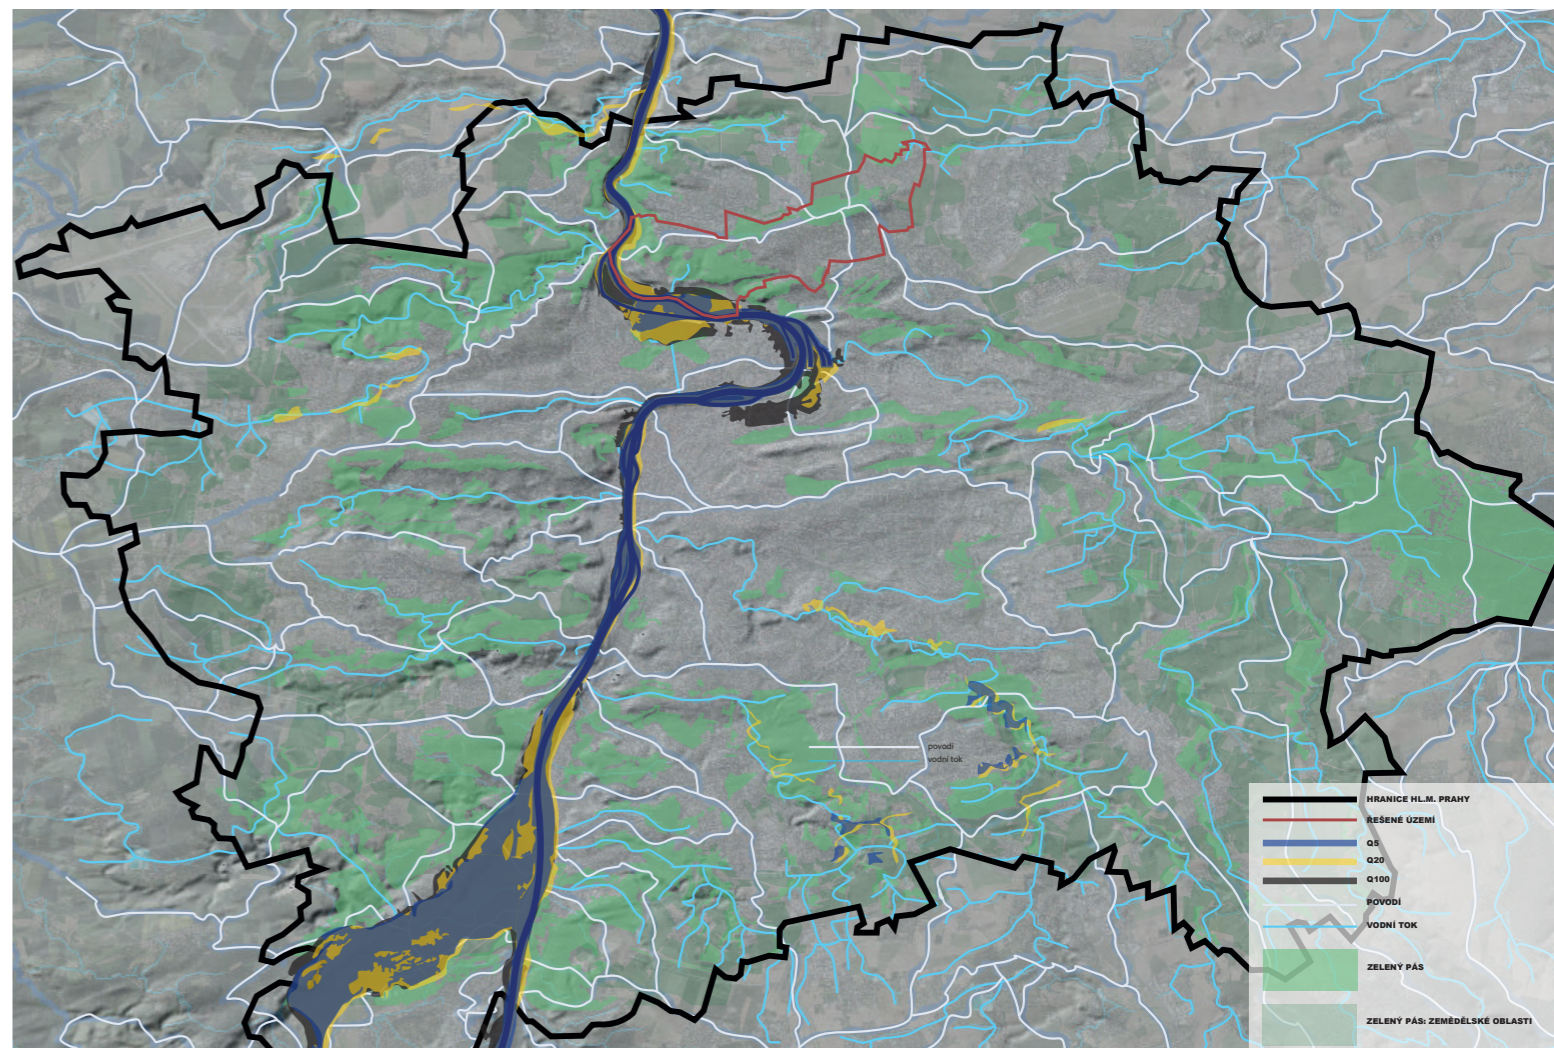 povodí
vodní tok
HRANICE HL.M. PRAHY
ŘEŠENÉ ÚZEMÍ
Q5
Q20
Q100
POVODÍ
VODNÍ TOK
ZELENÝ PÁS
ZELENÝ PÁS: ZEMĚDĚLSKÉ OBLASTI